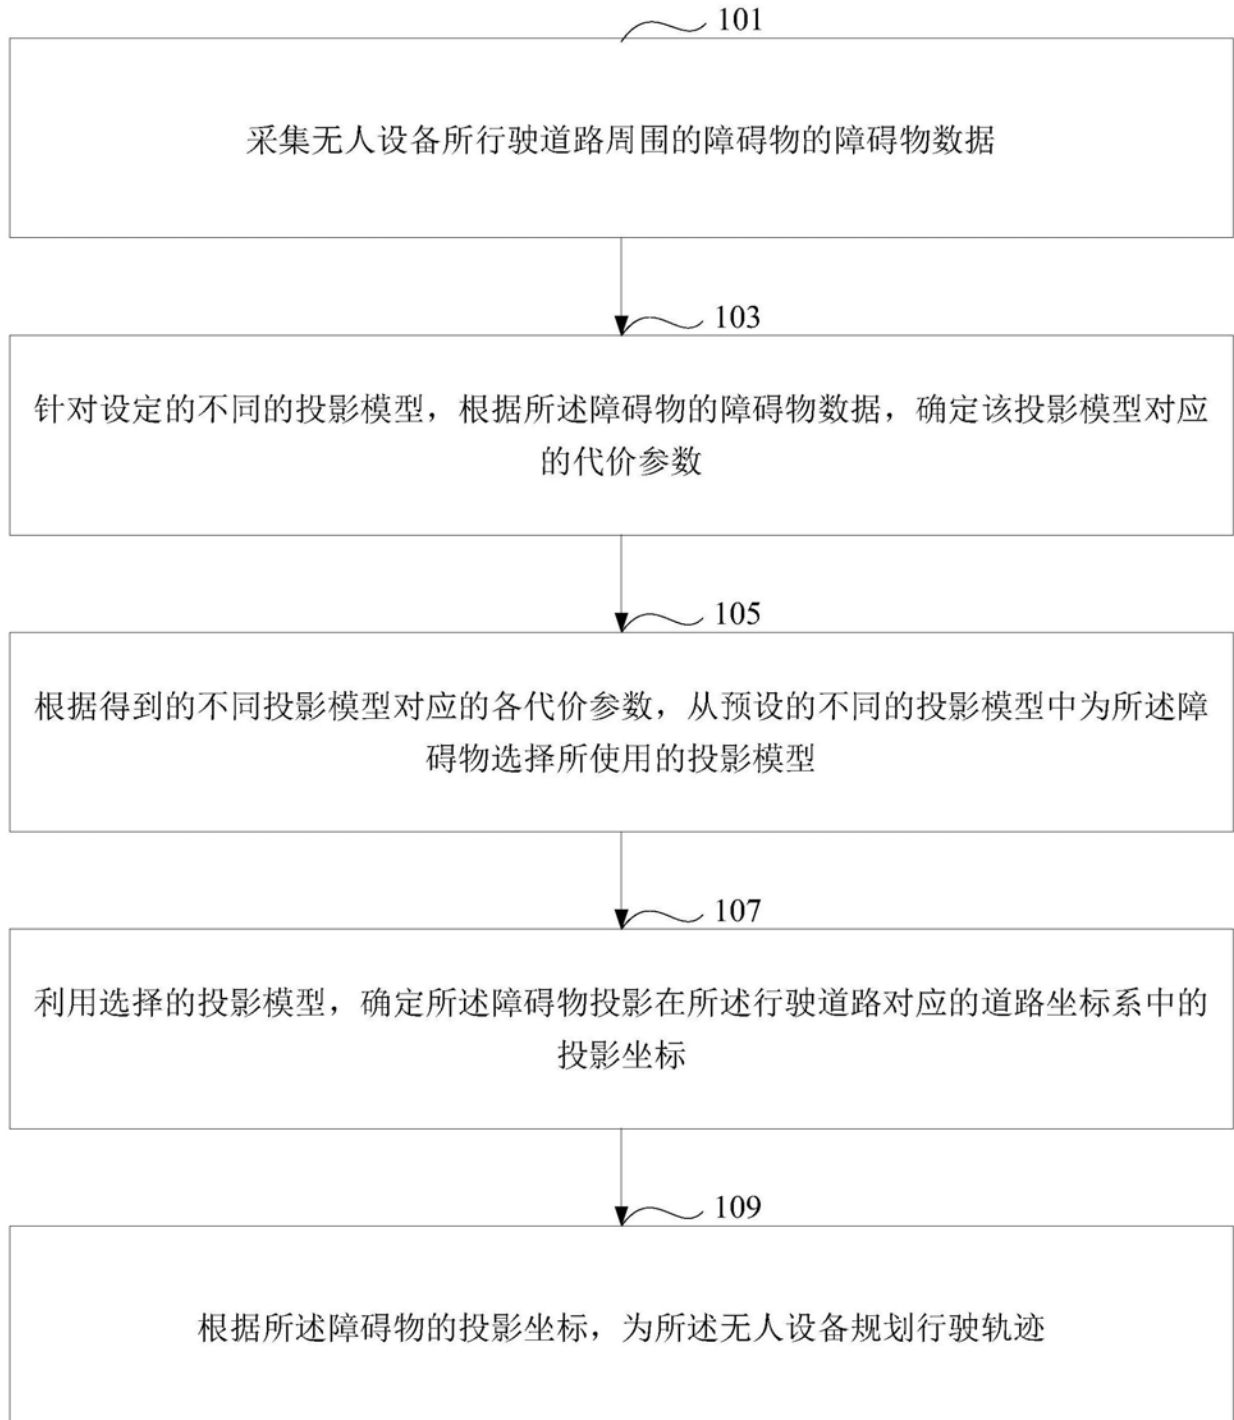 101
采集无人设备所行驶道路周围的障碍物的障碍物数据
103
针对设定的不同的投影模型，根据所述障碍物的障碍物数据，确定该投影模型对应
的代价参数
105
根据得到的不同投影模型对应的各代价参数，从预设的不同的投影模型中为所述障
碍物选择所使用的投影模型
107
利用选择的投影模型，确定所述障碍物投影在所述行驶道路对应的道路坐标系中的
投影坐标
109
根据所述障碍物的投影坐标，为所述无人设备规划行驶轨迹